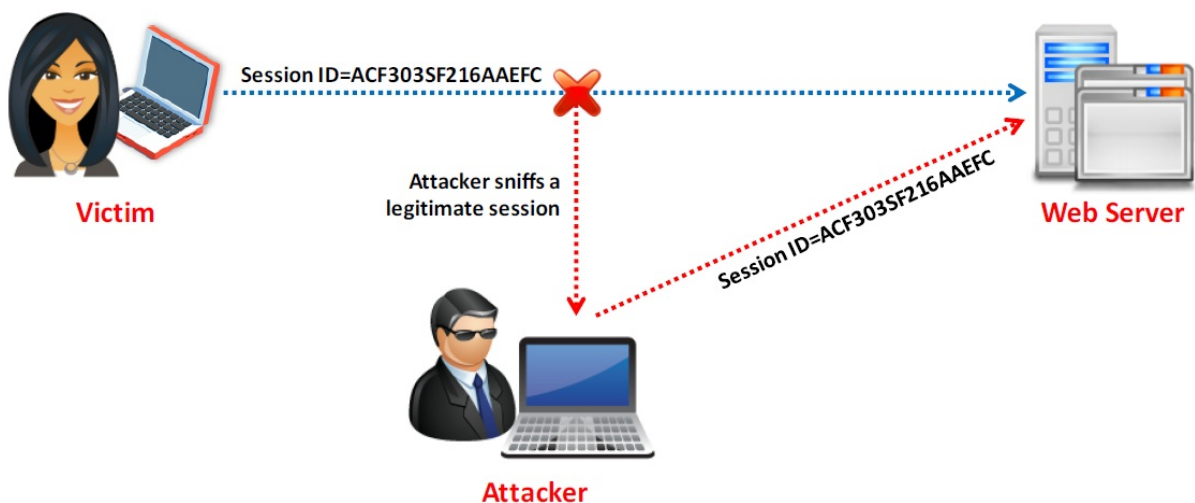 Session ID=ACF303SF216AAEFC
Victim
Attacker sniffs a
legitimate session
Session ID=ACF303SF216AAEFC
Web Server
Attacker